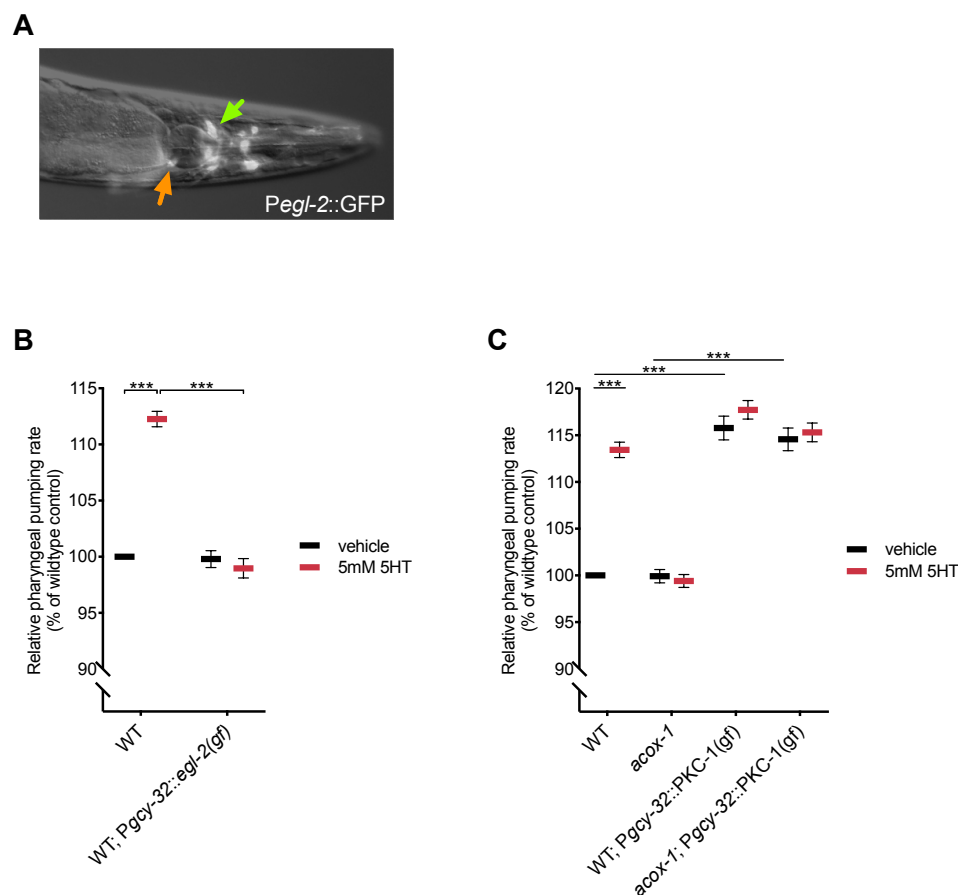 A
Pegl-2::GFP
B
Relative pharyngeal pumping rate
(% of wildtype control)
115
110
105
100
95
90
***
***
vehicle
5mM 5HT
WT
WT; Pgcy-32::egl-2(gf)
C
Relative pharyngeal pumping rate
(% of wildtype control)
120
115
110
105
100
95
90
***
***
***
vehicle
5mM 5HT
WT
acox-1
WT; Pgcy-32::PKC-1(gf)
acox-1; Pgcy-32::PKC-1(gf)